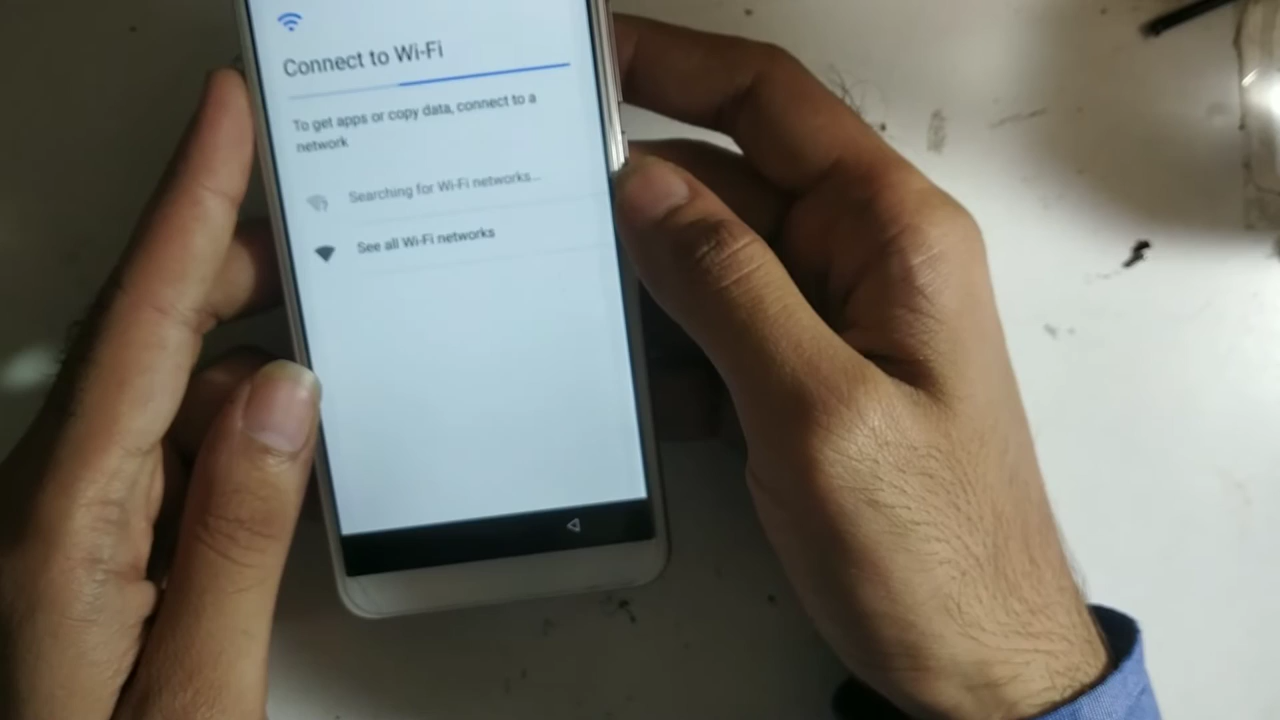 Connect to Wi-Fi
To get apps or copy data, connect to a
network
Searching for Wi-Fi networks...
See all Wi-Fi networks